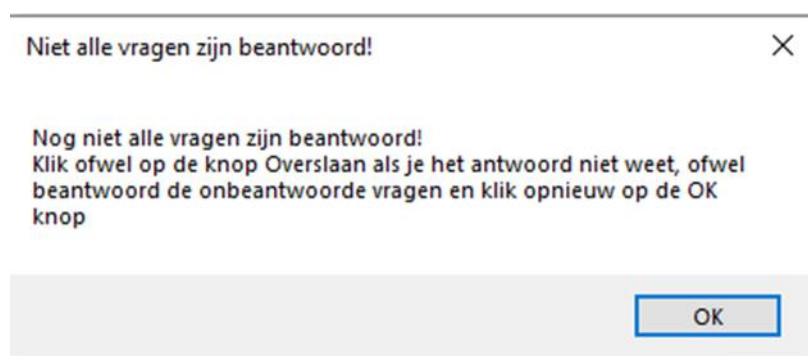 Niet alle vragen zijn beantwoord!
Nog niet alle vragen zijn beantwoord!
Klik ofwel op de knop Overslaan als je het antwoord niet weet, ofwel
beantwoord de onbeantwoorde vragen en klik opnieuw op de OK
knop
OK